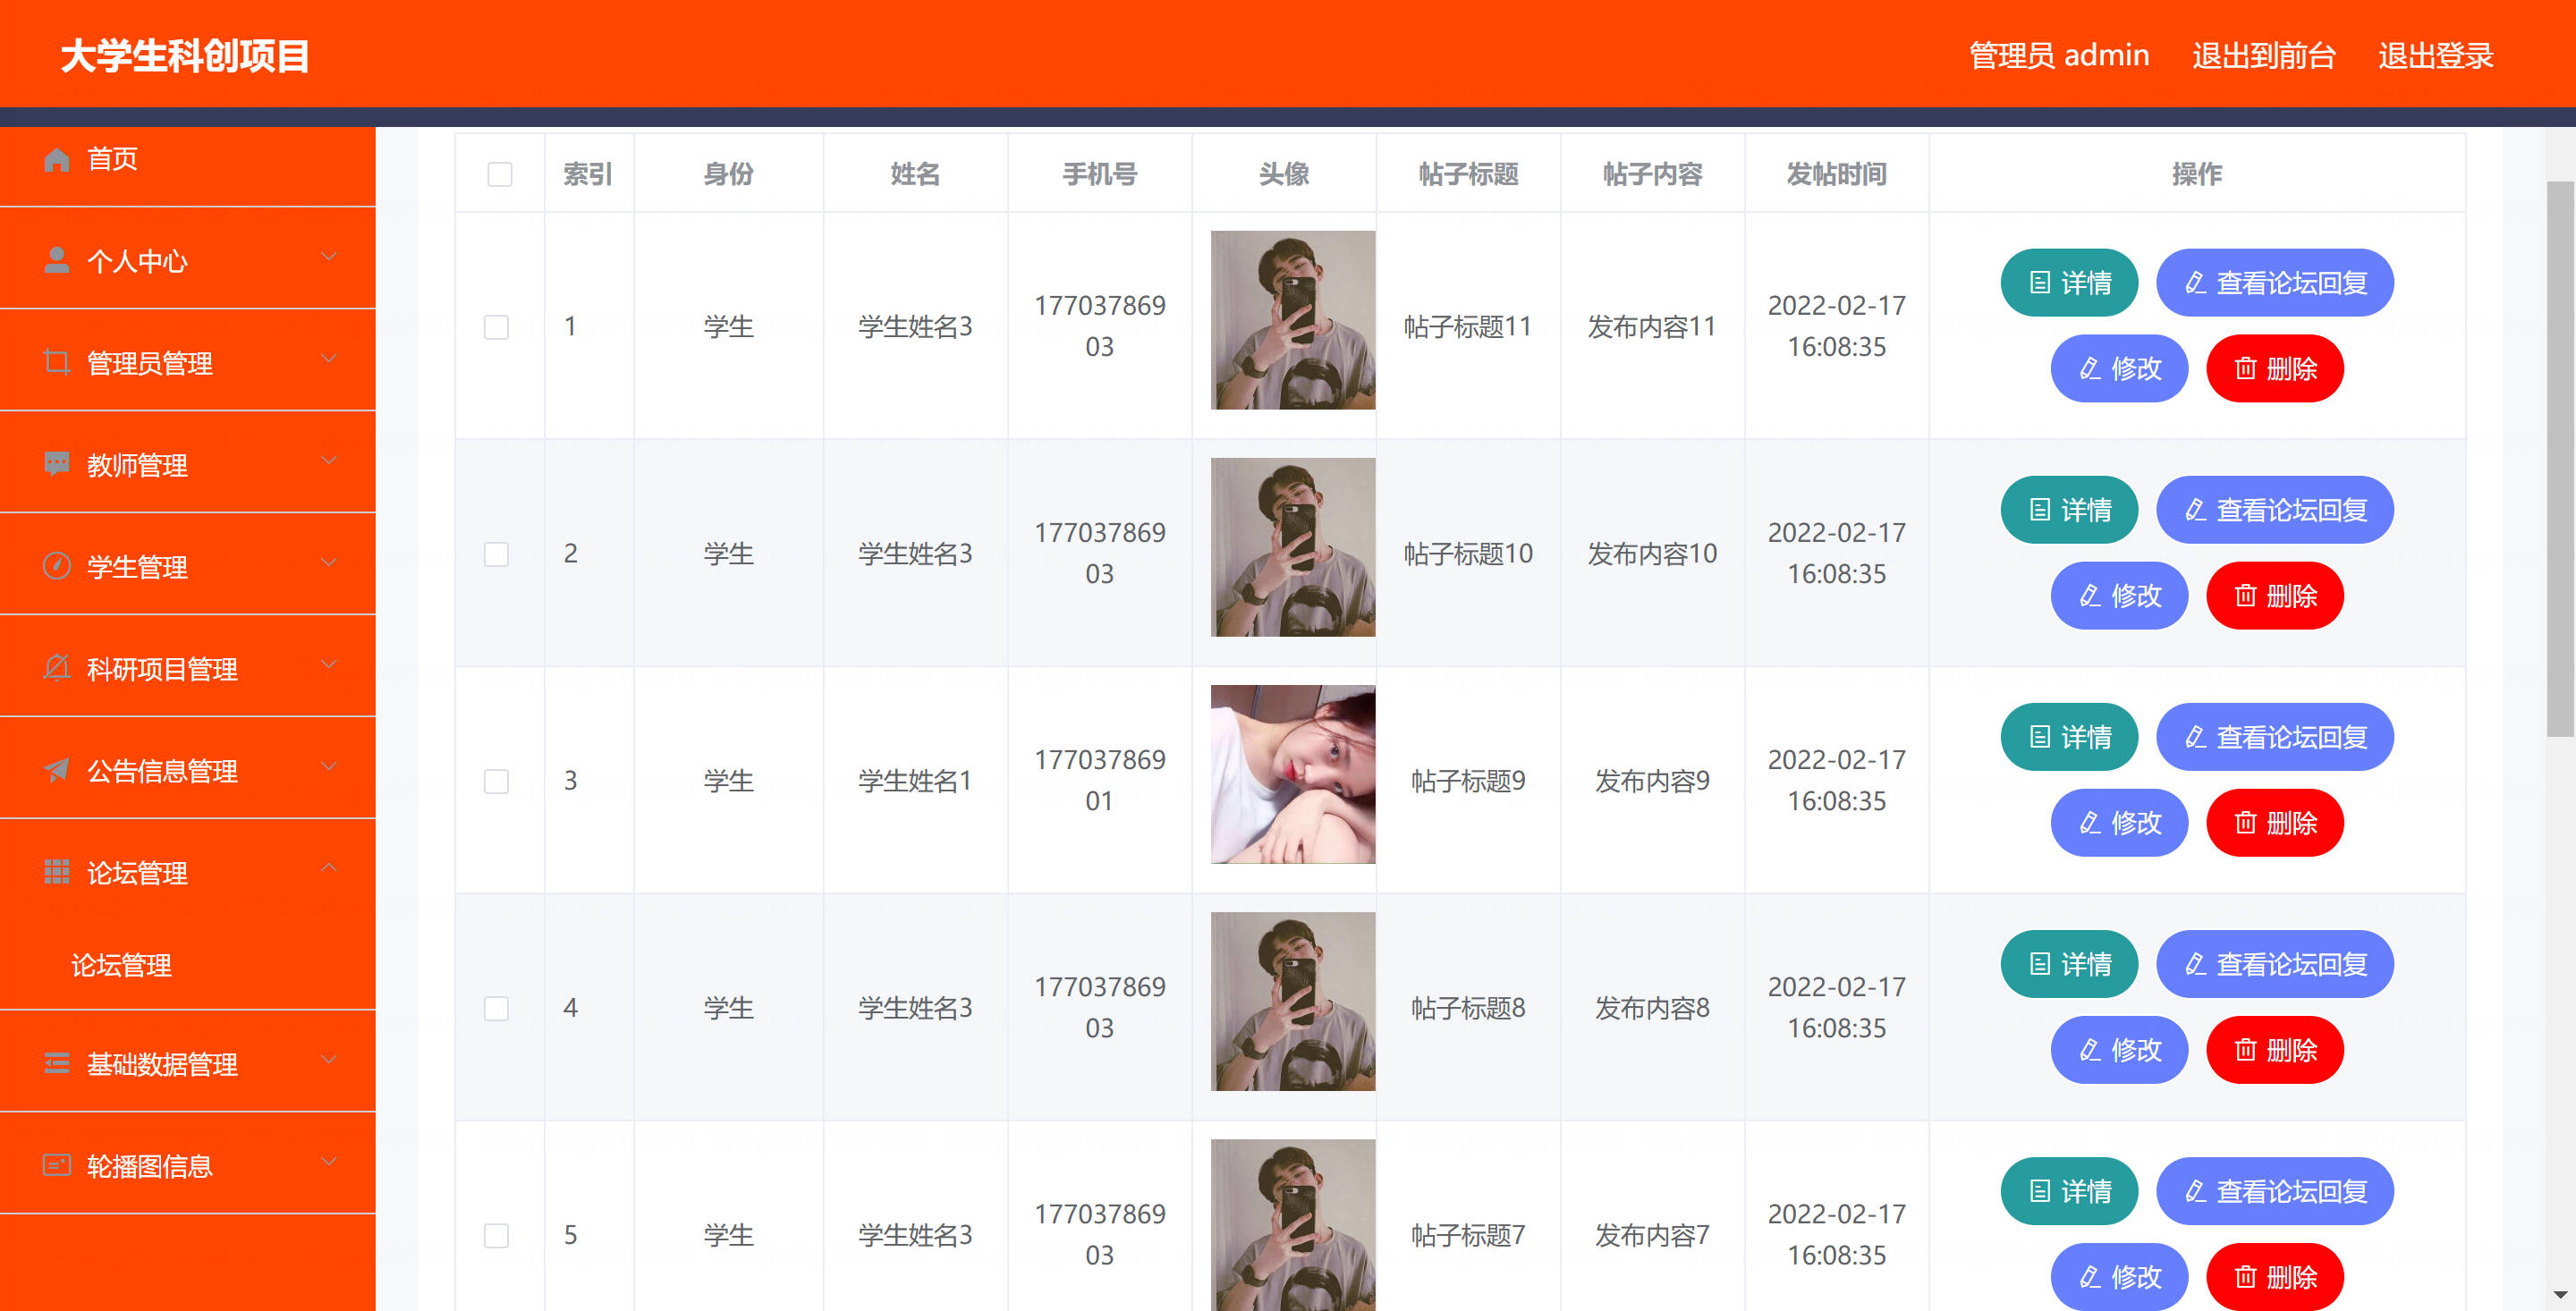 大学生科创项目
管理员 admin 退出到前台 退出登录
首页
个人中心
管理员管理
教师管理
学生管理
科研项目管理
公告信息管理
论坛管理
论坛管理
基础数据管理
轮播图信息
索引 身份 姓名 手机号 头像 帖子标题 帖子内容 发帖时间 操作
1 学生 学生姓名3 177037869 帖子标题11 发布内容11 2022-02-17 详情 查看论坛回复
03 16:08:35 修改 删除
2 学生 学生姓名3 177037869 帖子标题10 发布内容10 2022-02-17 详情 查看论坛回复
03 16:08:35 修改 删除
3 学生 学生姓名1 177037869 帖子标题9 发布内容9 2022-02-17 详情 查看论坛回复
01 16:08:35 修改 删除
4 学生 学生姓名3 177037869 帖子标题8 发布内容8 2022-02-17 详情 查看论坛回复
03 16:08:35 修改 删除
5 学生 学生姓名3 177037869 帖子标题7 发布内容7 2022-02-17 详情 查看论坛回复
03 16:08:35 修改 删除